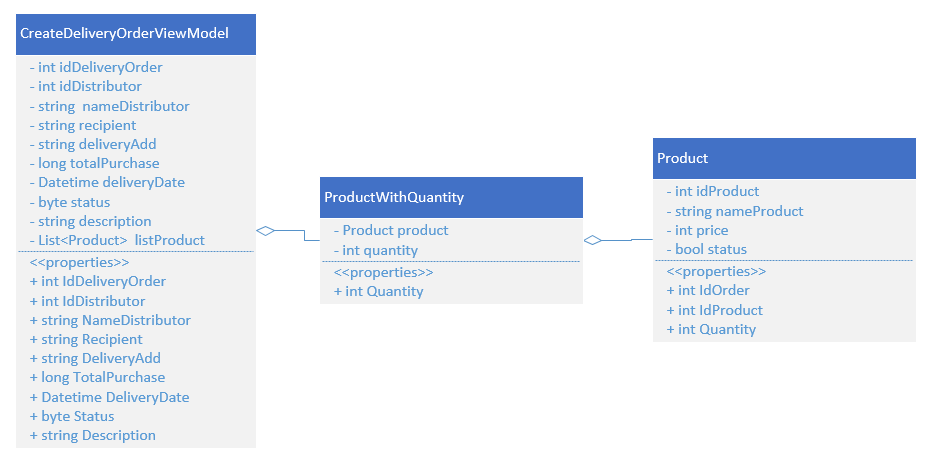 CreateDeliveryOrderViewModel
- int idDeliveryOrder
- int idDistributor
- string nameDistributor
- string recipient
- string deliveryAdd
- long totalPurchase
- Datetime deliveryDate
- byte status
- string description
- List<Product> listProduct
<<properties>>
+ int IdDeliveryOrder
+ int IdDistributor
+ string NameDistributor
+ string Recipient
+ string DeliveryAdd
+ long TotalPurchase
+ Datetime DeliveryDate
+ byte Status
+ string Description
ProductWithQuantity
- Product product
- int quantity
<<properties>>
+ int Quantity
Product
- int idProduct
- string nameProduct
- int price
- bool status
<<properties>>
+ int IdOrder
+ int IdProduct
+ int Quantity